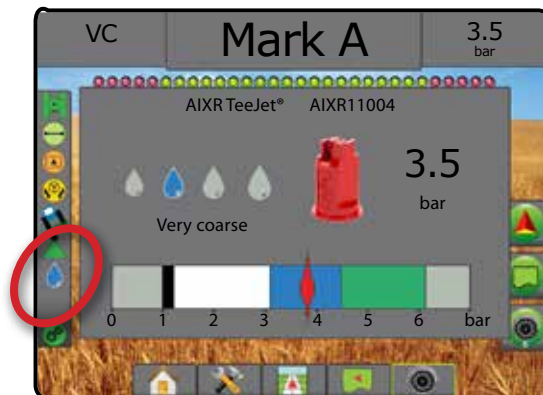 VC
Mark A
3.5
bar
AIXR TeeJet® AIXR11004
3.5
bar
Very coarse
0 1 2 3 4 5 6 bar